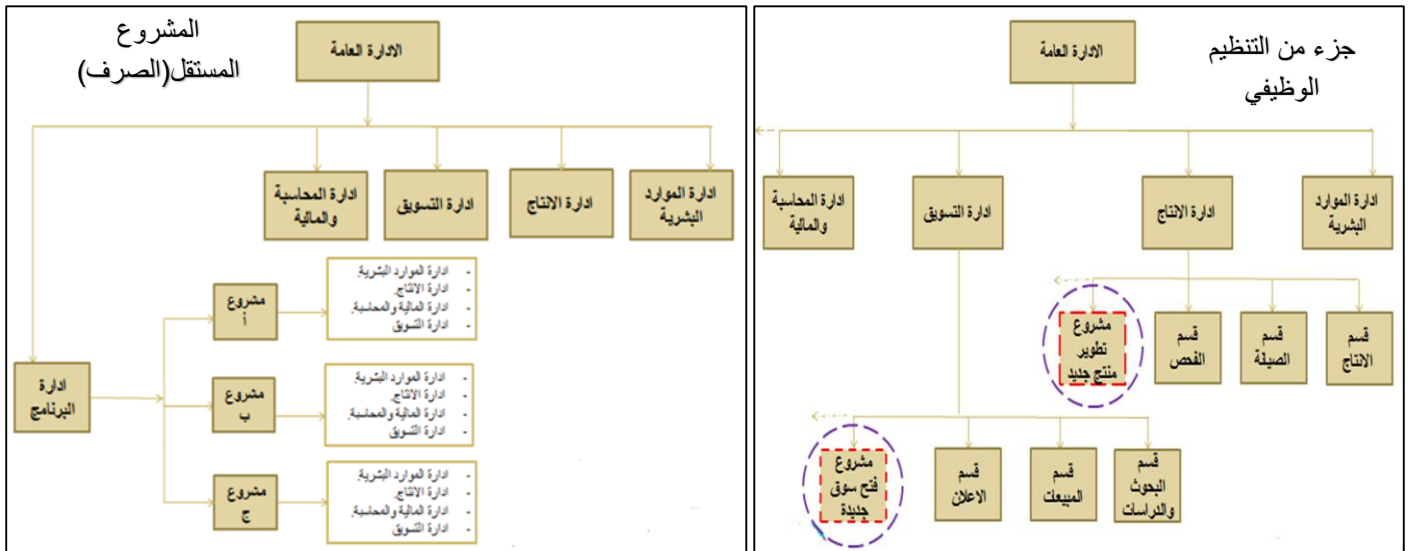 جزء من التنظيم
الوظيفي
الادارة العامة
ادارة الموارد
البشرية
ادارة الانتاج
ادارة التسويق
ادارة المحاسبة
والمالية
قسم
الانتاج
قسم
الصيانة
قسم
الفحص
مشروع
تطوير
منتج جديد
قسم
البحوث
والدراسات
قسم
المبيعات
قسم
الاعلان
مشروع
فتح سوق
جديدة
المشروع
المستقل(الصرف)
الادارة العامة
ادارة الموارد
البشرية
ادارة الانتاج
ادارة التسويق
ادارة المحاسبة
والمالية
ادارة
البرنامج
مشروع
أ
- ادارة الموارد البشرية.
- ادارة الانتاج.
- ادارة المالية والمحاسبة.
- ادارة التسويق
مشروع
ب
- ادارة الموارد البشرية.
- ادارة الانتاج.
- ادارة المالية والمحاسبة.
- ادارة التسويق
مشروع
ج
- ادارة الموارد البشرية.
- ادارة الانتاج.
- ادارة المالية والمحاسبة.
- ادارة التسويق